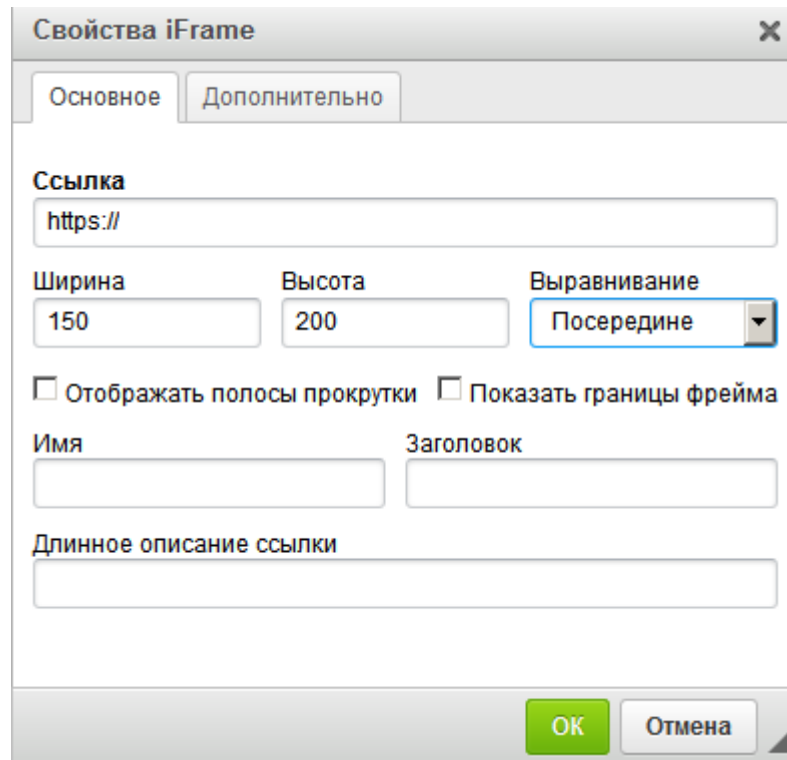 Свойства iFrame
Основное Дополнительно
Ссылка
https://
Ширина Высота Выравнивание
150 200 Посередине
Отображать полосы прокрутки Показать границы фрейма
Имя Заголовок
Длинное описание ссылки
ОК Отмена